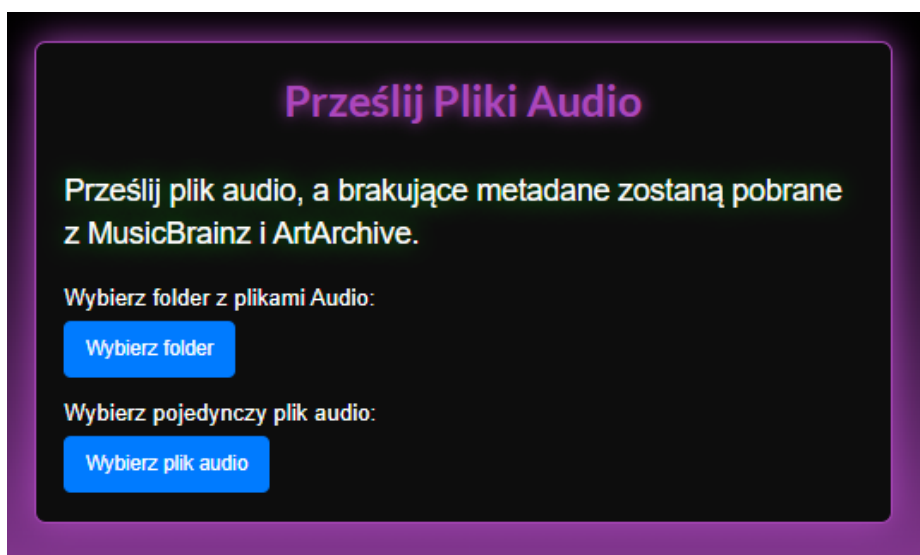 Prześlij Pliki Audio
Prześlij plik audio, a brakujące metadane zostaną pobrane
z MusicBrainz i ArtArchive.
Wybierz folder z plikami Audio:
Wybierz folder
Wybierz pojedynczy plik audio:
Wybierz plik audio